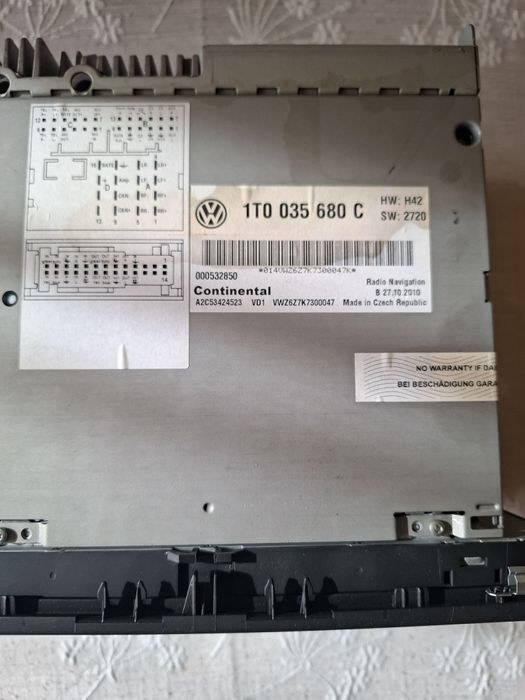 1T0 035 680 C
HW: H42
SW: 2720
*014VWZ6Z7K7300047K*
000532850
Continental
A2C53424523 VD1 VWZ6Z7K7300047
Radio Navigation
B 27.10.2010
Made in Czech Republic
C
B
A
D
14
NO WARRANTY IF DA
BEI BESCHÄDIGUNG GARA